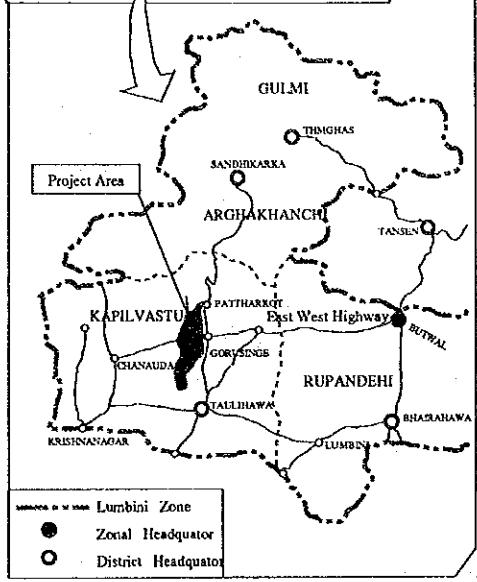 GULMI
THMGHAS
SANDHIKARKA
Project Area
ARGHAKHANCHI
TANSEN
PATTHARKOT
KAPILVASTU
East West Highway
BUTWAL
GORUSINGE
CHANAUDA
RUPANDEHI
TAULIHAWA
BHAIRAHAWA
KRISHNANAGAR
LUMBINI
Lumbini Zone
Zonal Headquator
District Headquator